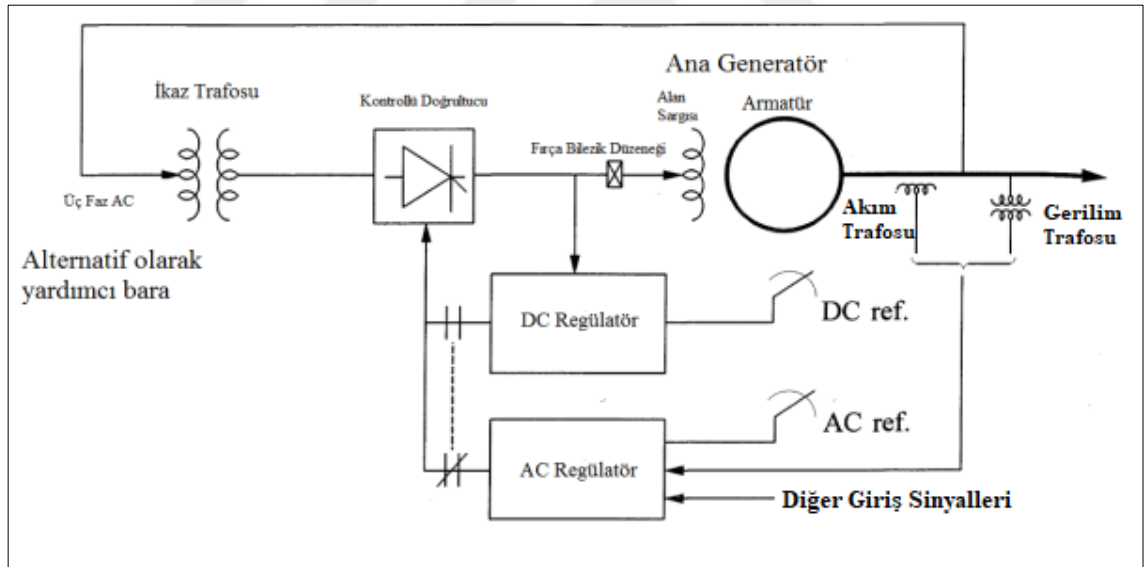 Ana Generatör
İkaz Trafosu
Kontrollü Doğrultucu
Alan
Sargısı
Armatür
Fırça Bilezik Düzeneği
Üç Faz AC
Akım
Trafosu
Gerilim
Trafosu
Alternatif olarak
yardımcı bara
DC Regülatör
DC ref.
AC ref.
AC Regülatör
Diğer Giriş Sinyalleri